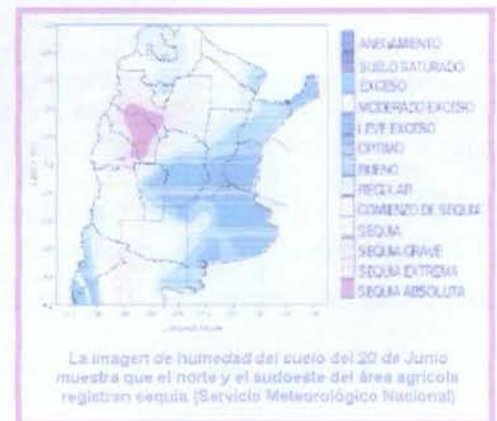 ANEGAMIENTO
SUELO SATURADO
EXCESO
MODERADO EXCESO
LEVE EXCESO
OPTIMO
BUENO
REGULAR
COMIENZO DE SEQUIA
SEQUIA
SEQUIA GRAVE
SEQUIA EXTREMA
SEQUIA ABSOLUTA
La imagen de humedad del suelo del 20 de Junio
muestra que el norte y el sudoeste del área agrícola
registran sequía (Servicio Meteorológico Nacional)